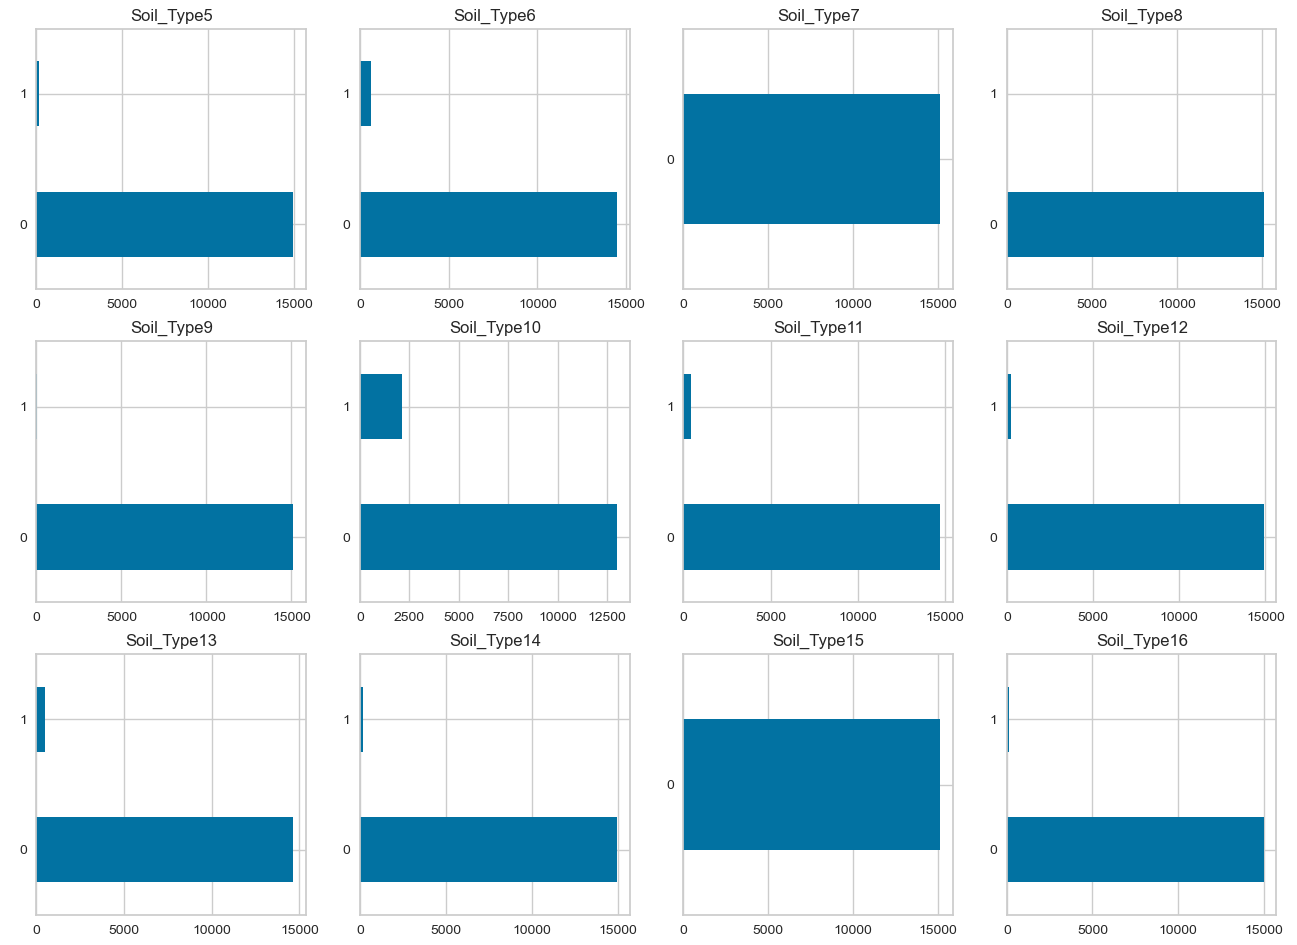 Soil_Type5 Soil_Type6 Soil_Type7 Soil_Type8
1 1 0 1
0 0 0
0 5000 10000 15000 0 5000 10000 15000 0 5000 10000 15000 0 5000 10000 15000
Soil_Type9 Soil_Type10 Soil_Type11 Soil_Type12
1 1 1 1
0 0 0 0
0 5000 10000 15000 0 2500 5000 7500 10000 12500 0 5000 10000 15000 0 5000 10000 15000
Soil_Type13 Soil_Type14 Soil_Type15 Soil_Type16
1 1 0 1
0 0 0
0 5000 10000 15000 0 5000 10000 15000 0 5000 10000 15000 0 5000 10000 15000